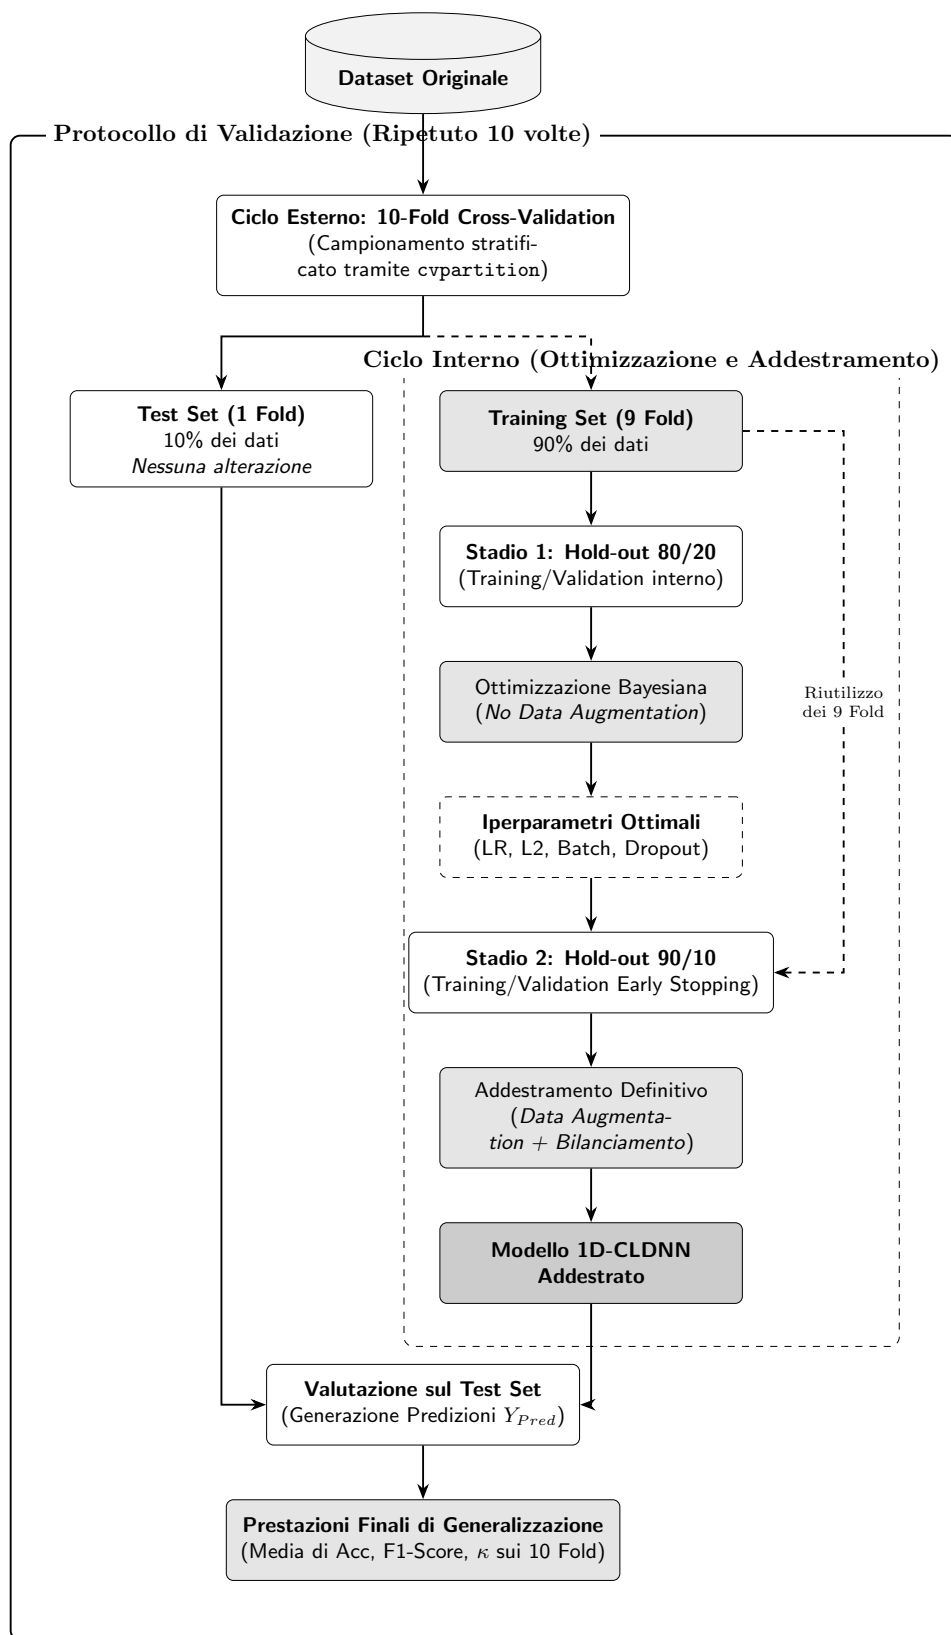 Dataset Originale
Protocollo di Validazione (Ripetuto 10 volte)
Ciclo Esterno: 10-Fold Cross-Validation
(Campionamento stratifi-
cato tramite cvpartition)
Ciclo Interno (Ottimizzazione e Addestramento)
Test Set (1 Fold)
10% dei dati
Nessuna alterazione
Training Set (9 Fold)
90% dei dati
Stadio 1: Hold-out 80/20
(Training/Validation interno)
Ottimizzazione Bayesiana
(No Data Augmentation)
Riutilizzo
dei 9 Fold
Iperparametri Ottimali
(LR, L2, Batch, Dropout)
Stadio 2: Hold-out 90/10
(Training/Validation Early Stopping)
Addestramento Definitivo
(Data Augmenta-
tion + Bilanciamento)
Modello 1D-CLDNN
Addestrato
Valutazione sul Test Set
(Generazione Predizioni Y_{Pred})
Prestazioni Finali di Generalizzazione
(Media di Acc, F1-Score, κ sui 10 Fold)